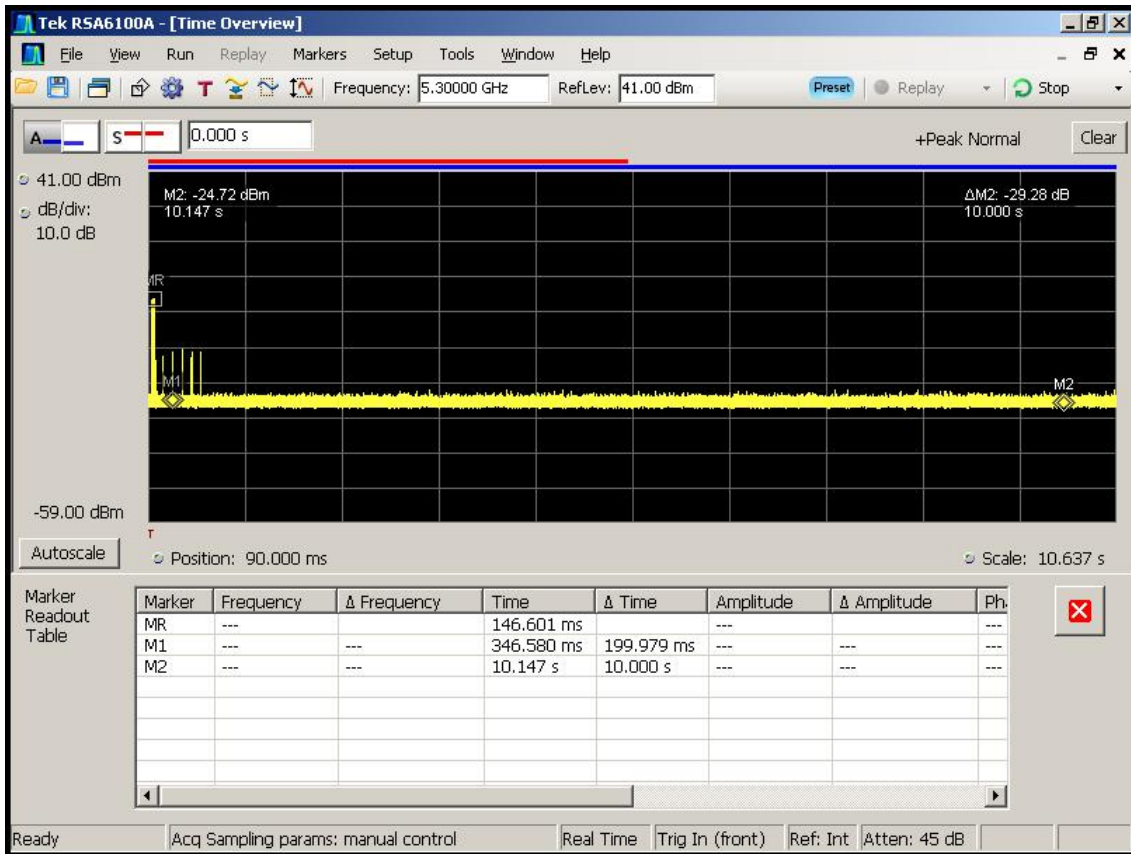 Tek RSA6100A - [Time Overview]
File View Run Replay Markers Setup Tools Window Help
T Frequency: 5.30000 GHz RefLev: 41.00 dBm Preset Replay Stop
A S 0.000 s +Peak Normal Clear
41.00 dBm
dB/div:
10.0 dB
M2: -24.72 dBm
10.147 s
ΔM2: -29.28 dB
10.000 s
MR
M1
M2
-59.00 dBm
T
Autoscale Position: 90.000 ms Scale: 10.637 s
Marker
Readout
Table
Marker Frequency Δ Frequency Time Δ Time Amplitude Δ Amplitude Ph
MR --- 146.601 ms --- ---
M1 --- --- 346.580 ms 199.979 ms --- --- ---
M2 --- --- 10.147 s 10.000 s --- --- ---
Ready Acq Sampling params: manual control Real Time Trig In (front) Ref: Int Atten: 45 dB